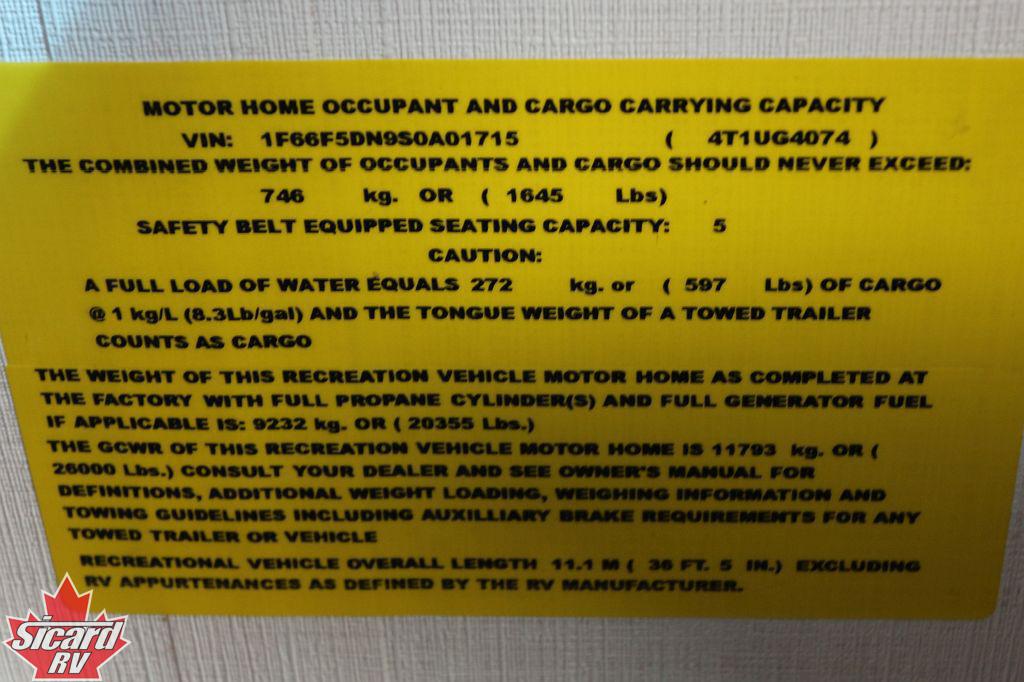 MOTOR HOME OCCUPANT AND CARGO CARRYING CAPACITY
VIN: 1F66F5DN9S0A01715 ( 4T1UG4074 )
THE COMBINED WEIGHT OF OCCUPANTS AND CARGO SHOULD NEVER EXCEED:
746 kg. OR ( 1645 Lbs)
SAFETY BELT EQUIPPED SEATING CAPACITY: 5
CAUTION:
A FULL LOAD OF WATER EQUALS 272 kg. or ( 597 Lbs) OF CARGO
@ 1 kg/L (8.3Lb/gal) AND THE TONGUE WEIGHT OF A TOWED TRAILER
COUNTS AS CARGO
THE WEIGHT OF THIS RECREATION VEHICLE MOTOR HOME AS COMPLETED AT
THE FACTORY WITH FULL PROPANE CYLINDER(S) AND FULL GENERATOR FUEL
IF APPLICABLE IS: 9232 kg. OR ( 20355 Lbs.)
THE GCWR OF THIS RECREATION VEHICLE MOTOR HOME IS 11793 kg. OR (
26000 Lbs.) CONSULT YOUR DEALER AND SEE OWNER'S MANUAL FOR
DEFINITIONS, ADDITIONAL WEIGHT LOADING, WEIGHING INFORMATION AND
TOWING GUIDELINES INCLUDING AUXILLIARY BRAKE REQUIREMENTS FOR ANY
TOWED TRAILER OR VEHICLE
RECREATIONAL VEHICLE OVERALL LENGTH 11.1 M ( 36 FT. 5 IN.) EXCLUDING
RV APPURTENANCES AS DEFINED BY THE RV MANUFACTURER.
Sicard
RV